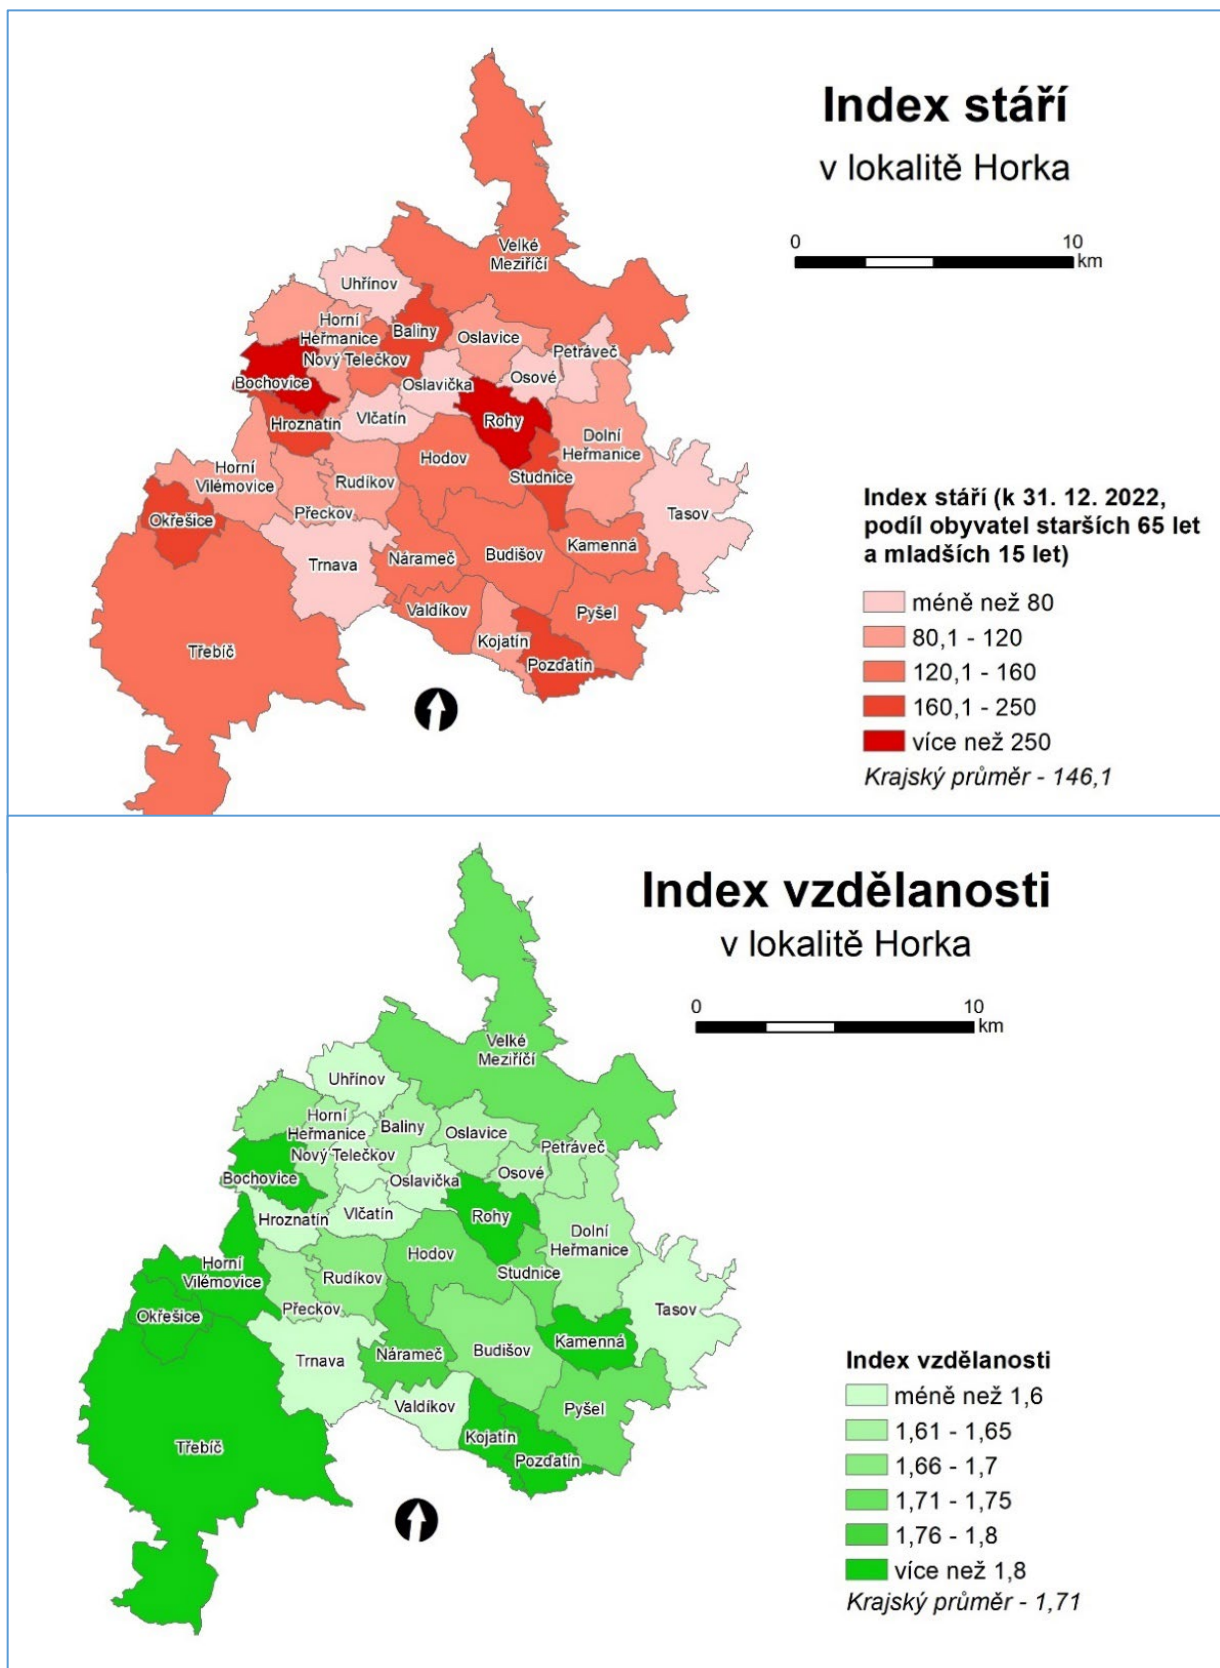 Index stáří
v lokalitě Horka
0 10
km
Velké
Meziříčí
Uhřínov
Horní
Heřmanice
Baliny
Oslavice
Petráveč
Nový Telečkov
Osové
Oslavička
Bochovice
Vlčatín
Rohy
Hroznatín
Dolní
Heřmanice
Hodov
Studnice
Horní
Vilémovice
Rudíkov
Přeckov
Tasov
Okřešice
Kamenná
Budišov
Trnava
Nárameč
Valdíkov
Pyšel
Kojatín
Třebíč
Pozďatín
Index stáří (k 31. 12. 2022,
podíl obyvatel starších 65 let
a mladších 15 let)
méně než 80
80,1 - 120
120,1 - 160
160,1 - 250
více než 250
Krajský průměr - 146,1
Index vzdělanosti
v lokalitě Horka
0 10
km
Velké
Meziříčí
Uhřínov
Horní
Heřmanice
Baliny
Oslavice
Petráveč
Nový Telečkov
Osové
Oslavička
Bochovice
Vlčatín
Rohy
Hroznatín
Dolní
Heřmanice
Hodov
Studnice
Horní
Vilémovice
Rudíkov
Přeckov
Tasov
Okřešice
Kamenná
Budišov
Trnava
Nárameč
Valdíkov
Pyšel
Kojatín
Třebíč
Pozďatín
Index vzdělanosti
méně než 1,6
1,61 - 1,65
1,66 - 1,7
1,71 - 1,75
1,76 - 1,8
více než 1,8
Krajský průměr - 1,71